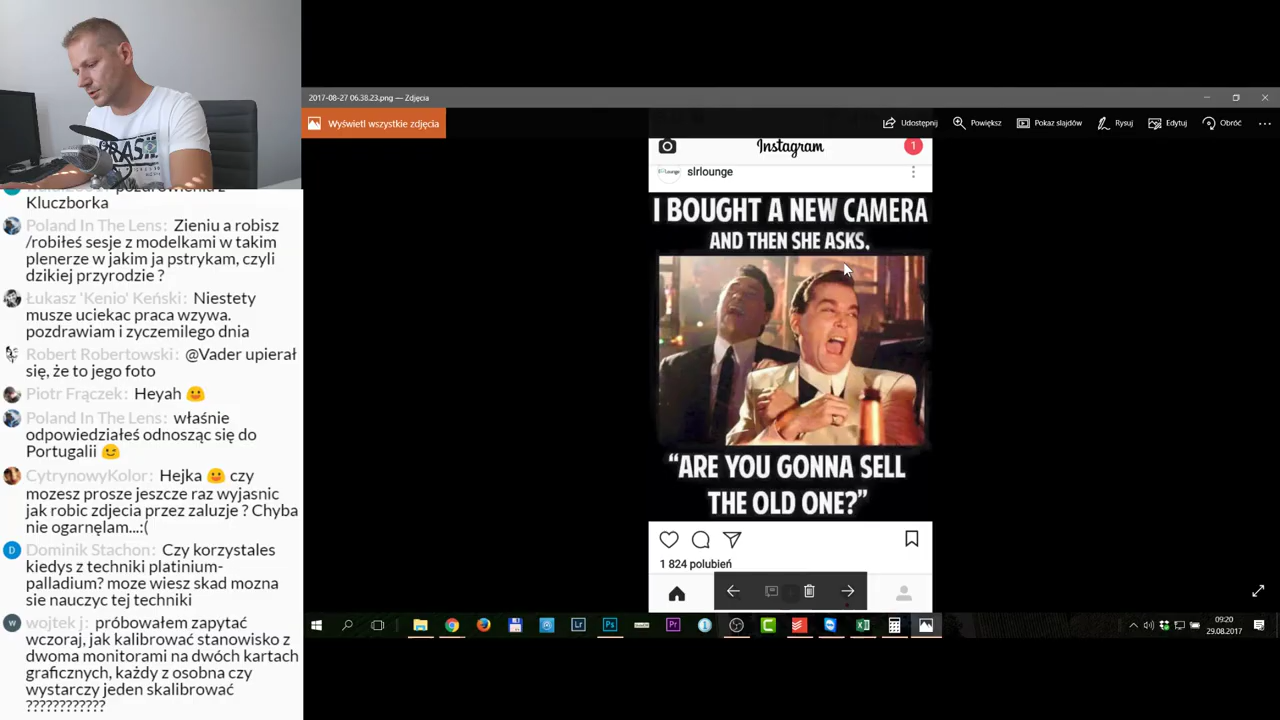 Kluczborka
Poland In The Lens: Zieniu a robisz
/robiłeś sesje z modelkami w takim
plenerze w jakim ja pstrykam, czyli
dzikiej przyrodzie ?
Łukasz 'Kenio' Keński: Niestety
musze uciekac praca wzywa.
pozdrawiam i zyczemilego dnia
Robert Robertowski: @Vader upierał
się, że to jego foto
Piotr Frączek: Heyah
Poland In The Lens: właśnie
odpowiedziałeś odnosząc się do
Portugalii
CytrynowyKolor: Hejka czy
mozesz prosze jeszcze raz wyjasnic
jak robic zdjecia przez zaluzje ? Chyba
nie ogarnęlam...:(
Dominik Stachon: Czy korzystales
kiedys z techniki platinium-
palladium? moze wiesz skad mozna
sie nauczyc tej techniki
wojtek j: próbowałem zapytać
wczoraj, jak kalibrować stanowisko z
dwoma monitorami na dwóch kartach
graficznych, każdy z osobna czy
wystarczy jeden skalibrować
????????????
2017-08-27 06.38.23.png — Zdjęcia
Wyświetl wszystkie zdjęcia
Udostępnij Powiększ Pokaz slajdów Rysuj Edytuj Obróć
Instagram 1
slrlounge
I BOUGHT A NEW CAMERA
AND THEN SHE ASKS,
"ARE YOU GONNA SELL
THE OLD ONE?"
1 824 polubień
09:20
29.08.2017